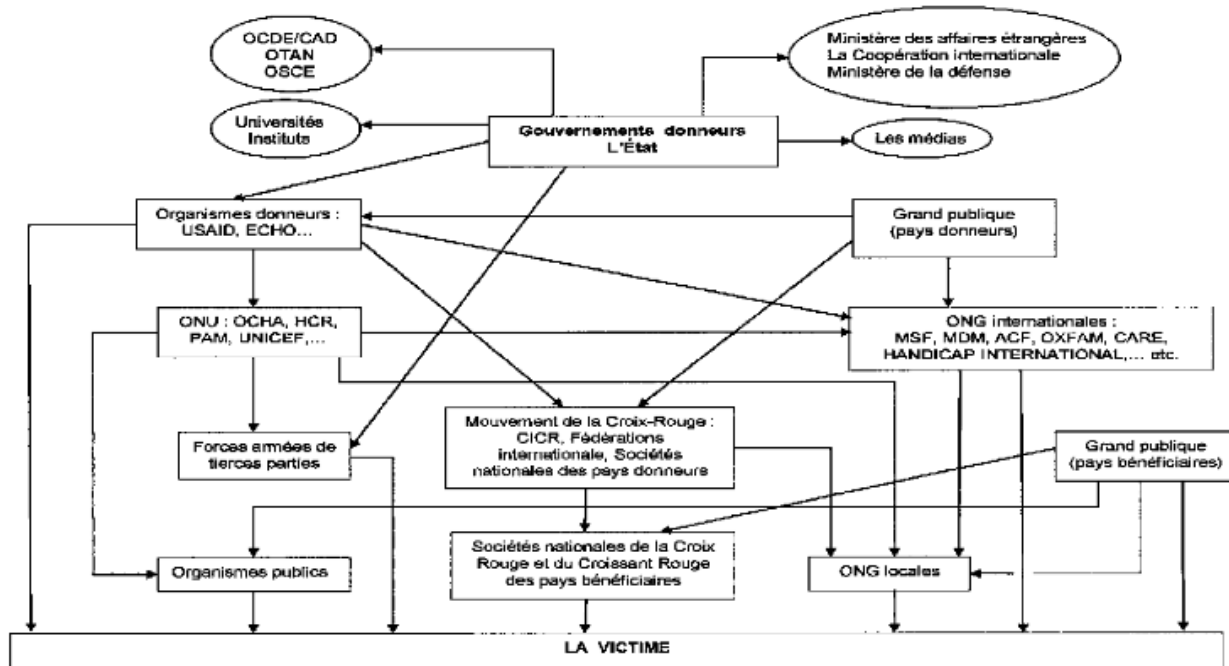 OCDE/CAD
OTAN
OSCE
Ministère des affaires étrangères
La Coopération internationale
Ministère de la défense
Universités
Instituts
Gouvernements donneurs
L'État
Les médias
Organismes donneurs :
USAID, ECHO...
Grand publique
(pays donneurs)
ONU : OCHA, HCR,
PAM, UNICEF,...
ONG internationales :
MSF, MDM, ACF, OXFAM, CARE,
HANDICAP INTERNATIONAL,... etc.
Forces armées de
tierces parties
Mouvement de la Croix-Rouge :
CICR, Fédérations
internationale, Sociétés
nationales des pays donneurs
Grand publique
(pays bénéficiaires)
Organismes publics
Sociétés nationales de la Croix
Rouge et du Croissant Rouge
des pays bénéficiaires
ONG locales
LA VICTIME